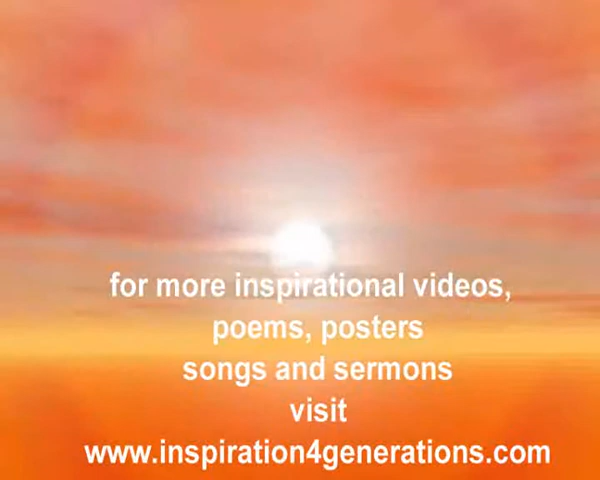 for more inspirational videos,
poems, posters
songs and sermons
visit
www.inspiration4generations.com